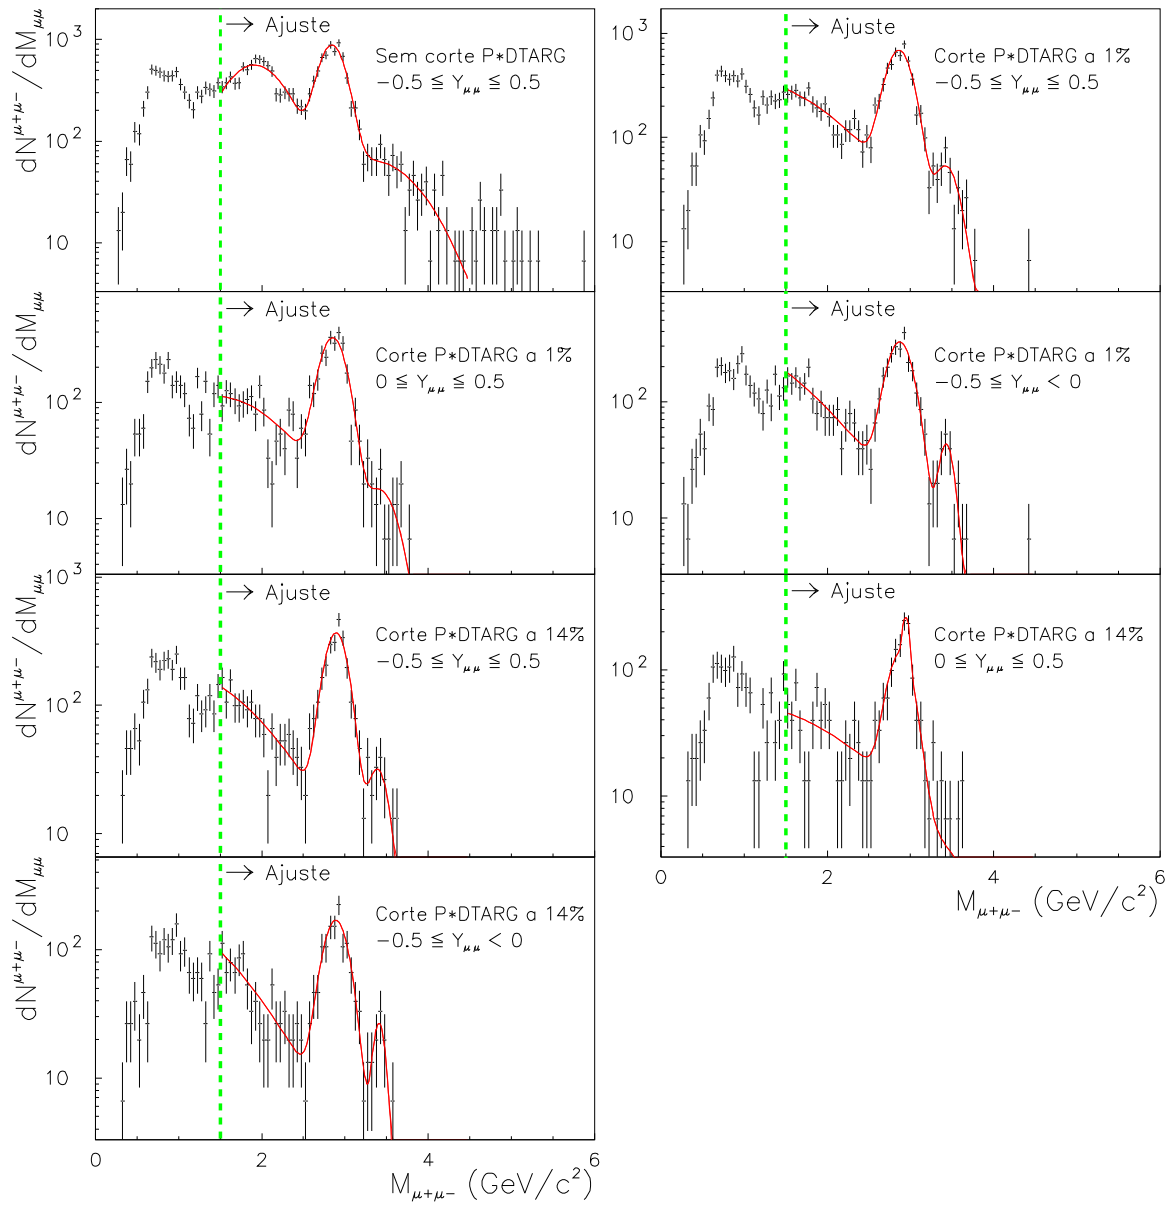 dN^μ+μ- / dM_μμ
10^3
10^2
10
→ Ajuste
Sem corte P*DTARG
−0.5 ≦ Y_μμ ≦ 0.5
10^3
10^2
10
→ Ajuste
Corte P*DTARG a 1%
−0.5 ≦ Y_μμ ≦ 0.5
dN^μ+μ- / dM_μμ
10^2
10
→ Ajuste
Corte P*DTARG a 1%
0 ≦ Y_μμ ≦ 0.5
10^2
10
→ Ajuste
Corte P*DTARG a 1%
−0.5 ≦ Y_μμ < 0
dN^μ+μ- / dM_μμ
10^3
10^2
10
→ Ajuste
Corte P*DTARG a 14%
−0.5 ≦ Y_μμ ≦ 0.5
10^2
10
→ Ajuste
Corte P*DTARG a 14%
0 ≦ Y_μμ ≦ 0.5
0 2 4 6
M_μ+μ− (GeV/c^2)
dN^μ+μ- / dM_μμ
10^2
10
→ Ajuste
Corte P*DTARG a 14%
−0.5 ≦ Y_μμ < 0
0 2 4 6
M_μ+μ− (GeV/c^2)